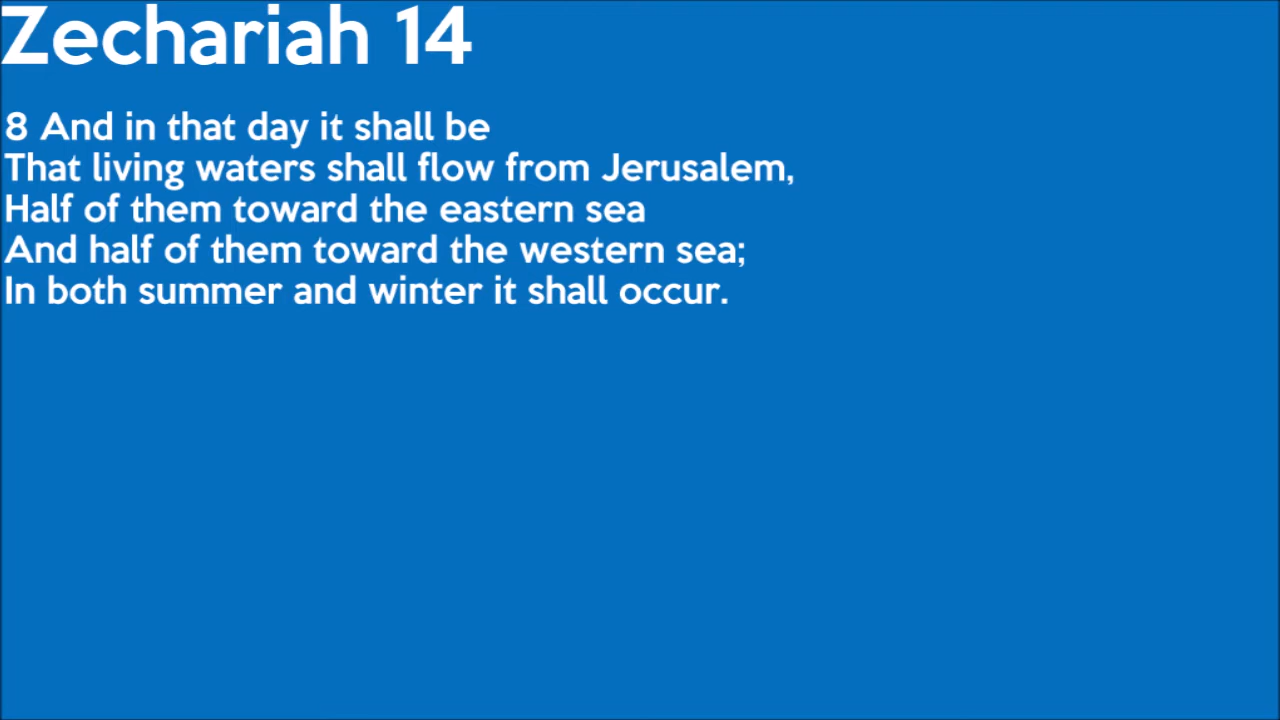 Zechariah 14
8 And in that day it shall be
That living waters shall flow from Jerusalem,
Half of them toward the eastern sea
And half of them toward the western sea;
In both summer and winter it shall occur.